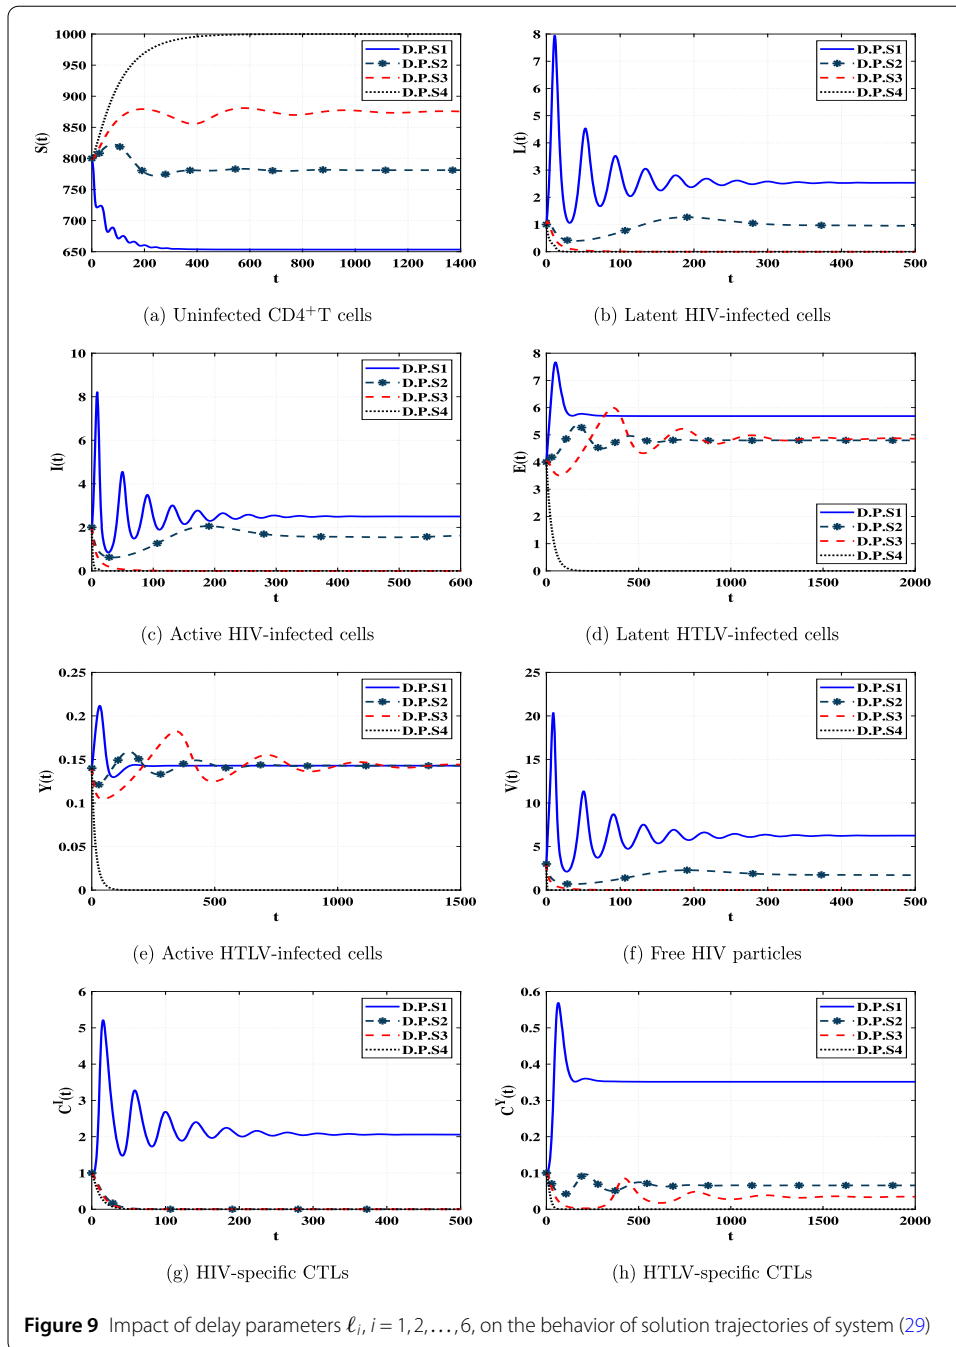 1000
950
900
850
800
750
700
650
S(t)
0 200 400 600 800 1000 1200 1400
t
D.P.S1
D.P.S2
D.P.S3
D.P.S4
(a) Uninfected CD4+T cells
8
7
6
5
4
3
2
1
0
L(t)
0 100 200 300 400 500
t
D.P.S1
D.P.S2
D.P.S3
D.P.S4
(b) Latent HIV-infected cells
10
8
6
4
2
0
I(t)
0 100 200 300 400 500 600
t
D.P.S1
D.P.S2
D.P.S3
D.P.S4
(c) Active HIV-infected cells
8
7
6
5
4
3
2
1
0
E(t)
0 500 1000 1500 2000
t
D.P.S1
D.P.S2
D.P.S3
D.P.S4
(d) Latent HTLV-infected cells
0.25
0.2
0.15
0.1
0.05
0
Y(t)
0 500 1000 1500
t
D.P.S1
D.P.S2
D.P.S3
D.P.S4
(e) Active HTLV-infected cells
25
20
15
10
5
0
V(t)
0 100 200 300 400 500
t
D.P.S1
D.P.S2
D.P.S3
D.P.S4
(f) Free HIV particles
6
5
4
3
2
1
0
C^I(t)
0 100 200 300 400 500
t
D.P.S1
D.P.S2
D.P.S3
D.P.S4
(g) HIV-specific CTLs
0.6
0.5
0.4
0.3
0.2
0.1
0
C^Y(t)
0 500 1000 1500 2000
t
D.P.S1
D.P.S2
D.P.S3
D.P.S4
(h) HTLV-specific CTLs
Figure 9 Impact of delay parameters ℓi, i = 1, 2, . . . , 6, on the behavior of solution trajectories of system (29)